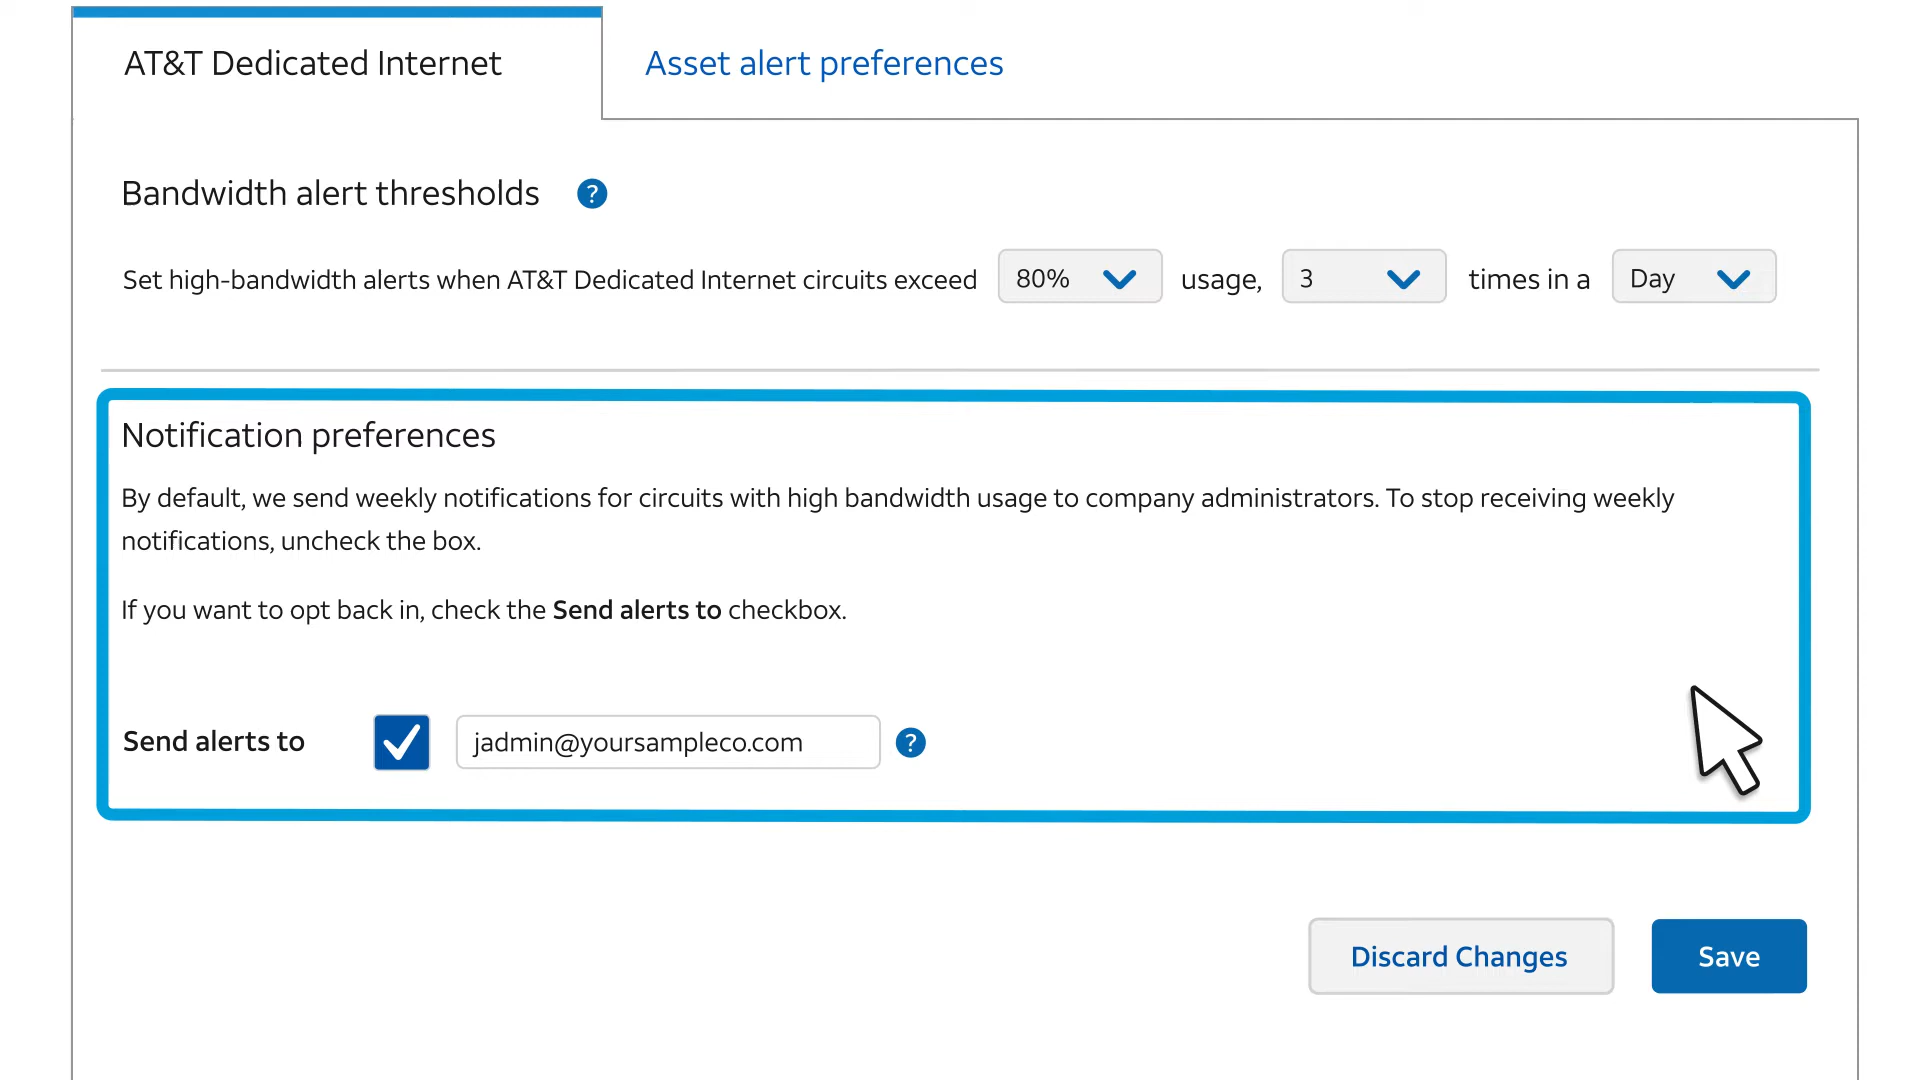 AT&T Dedicated Internet
Asset alert preferences
Bandwidth alert thresholds ?
Set high-bandwidth alerts when AT&T Dedicated Internet circuits exceed 80% usage, 3 times in a Day
Notification preferences
By default, we send weekly notifications for circuits with high bandwidth usage to company administrators. To stop receiving weekly
notifications, uncheck the box.
If you want to opt back in, check the Send alerts to checkbox.
Send alerts to jadmin@yoursampleco.com ?
Discard Changes Save